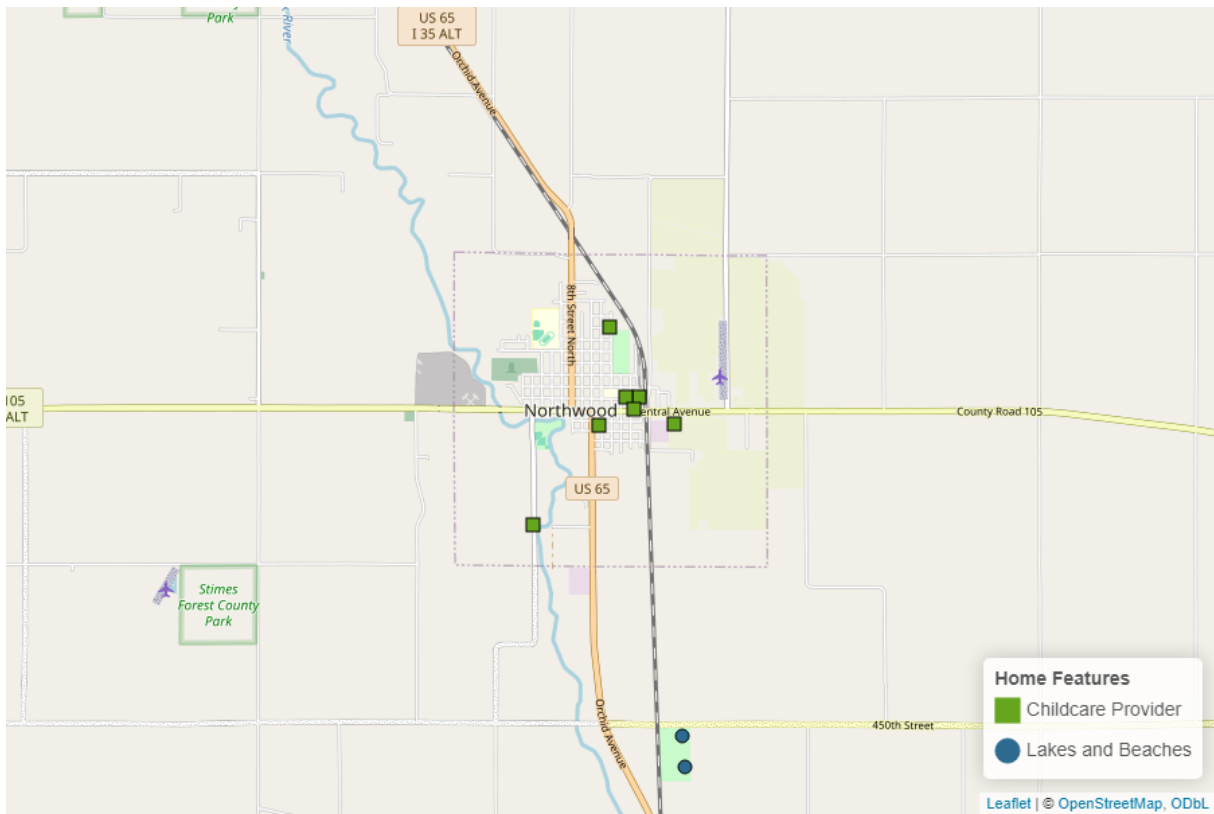 Park
River
US 65
I 35 ALT
Orchid Avenue
8th Street North
105
ALT
Northwood
Central Avenue
County Road 105
US 65
Stimes
Forest County
Park
Orchid Avenue
450th Street
Home Features
Childcare Provider
Lakes and Beaches
Leaflet | © OpenStreetMap, ODbL